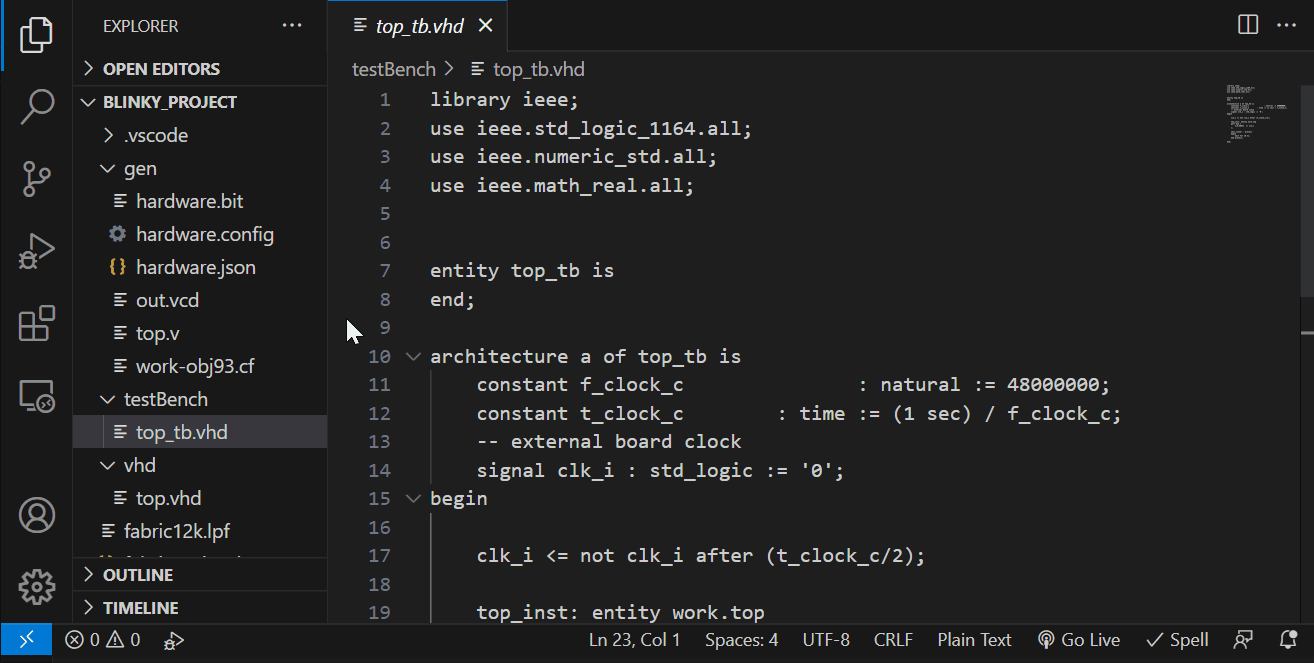 EXPLORER
OPEN EDITORS
BLINKY_PROJECT
.vscode
gen
hardware.bit
hardware.config
hardware.json
out.vcd
top.v
work-obj93.cf
testBench
top_tb.vhd
vhd
top.vhd
fabric12k.lpf
OUTLINE
TIMELINE
top_tb.vhd
testBench > top_tb.vhd
1 library ieee;
2 use ieee.std_logic_1164.all;
3 use ieee.numeric_std.all;
4 use ieee.math_real.all;
5
6
7 entity top_tb is
8 end;
9
10 architecture a of top_tb is
11 constant f_clock_c : natural := 48000000;
12 constant t_clock_c : time := (1 sec) / f_clock_c;
13 -- external board clock
14 signal clk_i : std_logic := '0';
15 begin
16
17 clk_i <= not clk_i after (t_clock_c/2);
18
19 top_inst: entity work.top
0 0 Ln 23, Col 1 Spaces: 4 UTF-8 CRLF Plain Text Go Live Spell